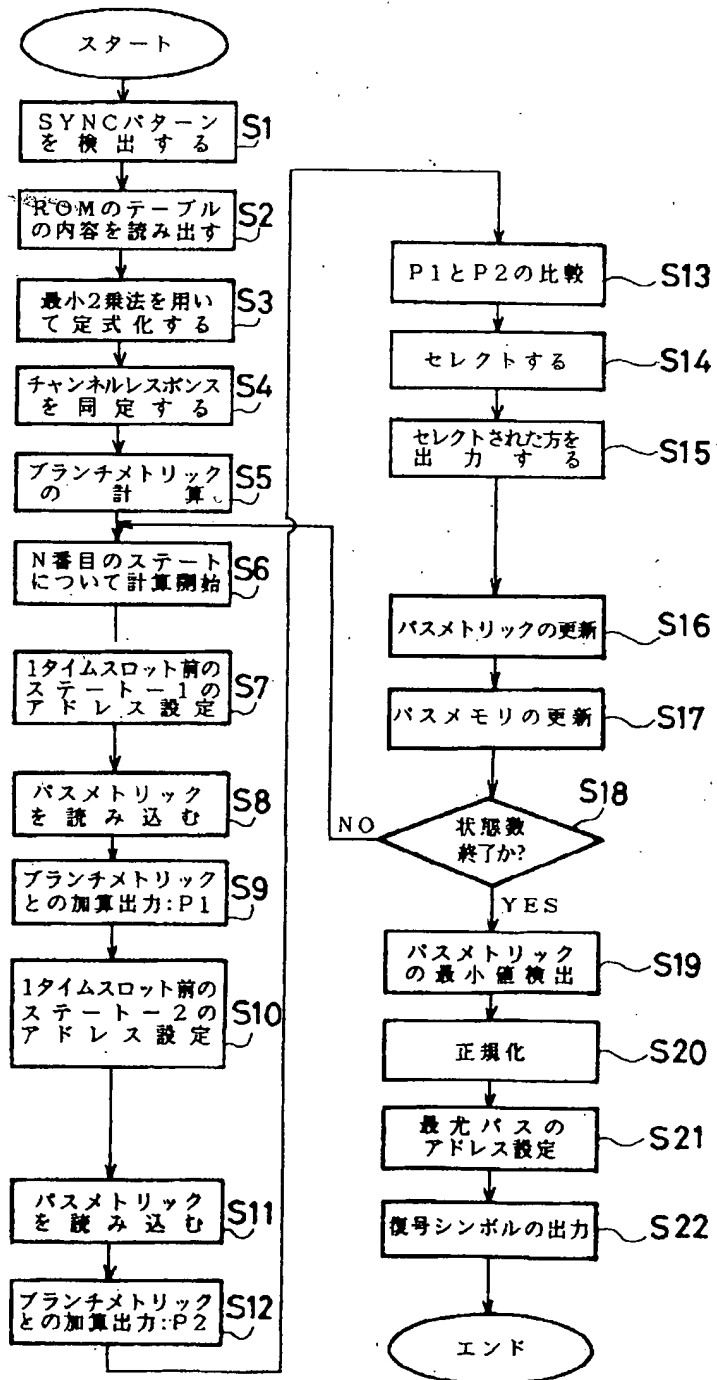 スタート
SYNCパターン
を検出する
S1
ROMのテーブル
の内容を読み出す
S2
最小2乗法を用い
て定式化する
S3
チャンネルレスポンス
を同定する
S4
ブランチメトリック
の計算
S5
N番目のステート
について計算開始
S6
1タイムスロット前の
ステート－1の
アドレス設定
S7
パスメトリック
を読み込む
S8
ブランチメトリック
との加算出力:P1
S9
1タイムスロット前の
ステート－2の
アドレス設定
S10
パスメトリック
を読み込む
S11
ブランチメトリック
との加算出力:P2
S12
P1とP2の比較
S13
セレクトする
S14
セレクトされた方を
出力する
S15
パスメトリックの更新
S16
パスメモリの更新
S17
状態数
終了か?
S18
NO
YES
パスメトリック
の最小値検出
S19
正規化
S20
最尤パスの
アドレス設定
S21
復号シンボルの出力
S22
エンド